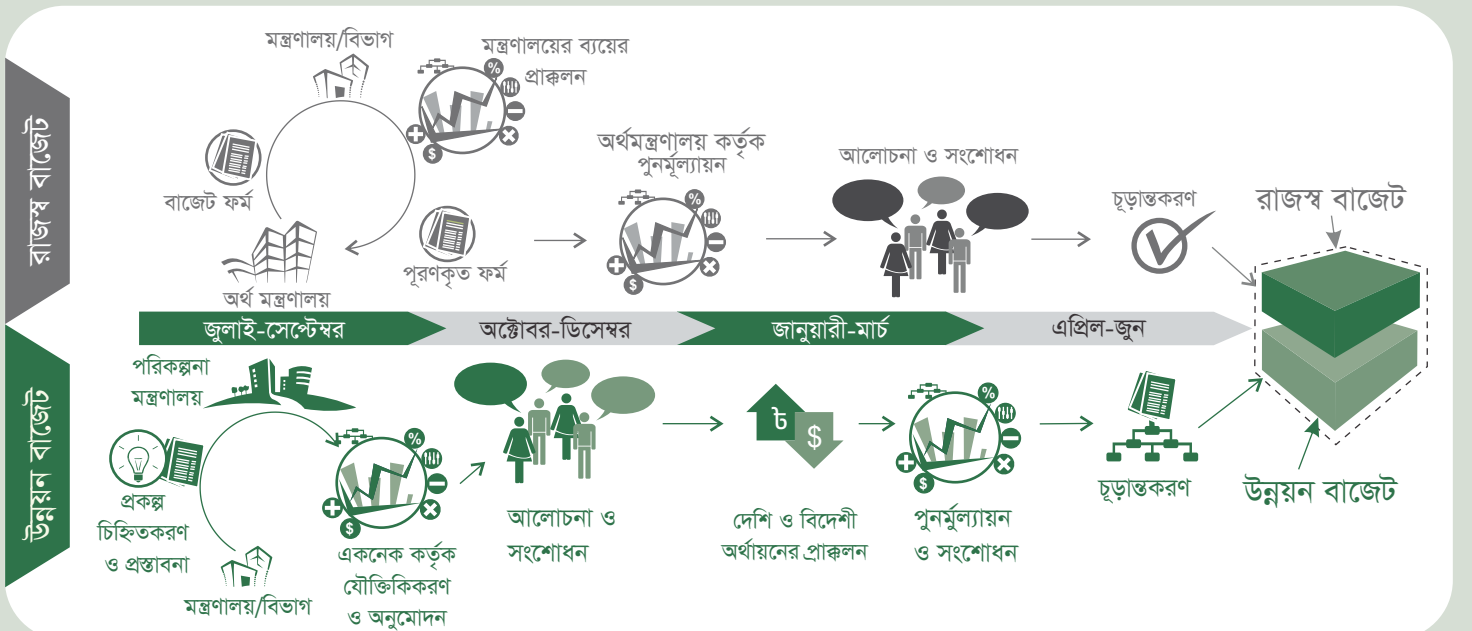 রাজস্ব বাজেট
মন্ত্রণালয়/বিভাগ
মন্ত্রণালয়ের ব্যয়ের
প্রাক্কলন
বাজেট ফর্ম
অর্থ মন্ত্রণালয়
পূরণকৃত ফর্ম
অর্থমন্ত্রণালয় কর্তৃক
পুনর্মূল্যায়ন
আলোচনা ও সংশোধন
চূড়ান্তকরণ
রাজস্ব বাজেট
জুলাই-সেপ্টেম্বর
অক্টোবর-ডিসেম্বর
জানুয়ারী-মার্চ
এপ্রিল-জুন
উন্নয়ন বাজেট
পরিকল্পনা
মন্ত্রণালয়
প্রকল্প
চিহ্নিতকরণ
ও প্রস্তাবনা
মন্ত্রণালয়/বিভাগ
একনেক কর্তৃক
যৌক্তিকিকরণ
ও অনুমোদন
আলোচনা ও
সংশোধন
৳
$
দেশি ও বিদেশী
অর্থায়নের প্রাক্কলন
পুনর্মুল্যায়ন
ও সংশোধন
চূড়ান্তকরণ
উন্নয়ন বাজেট